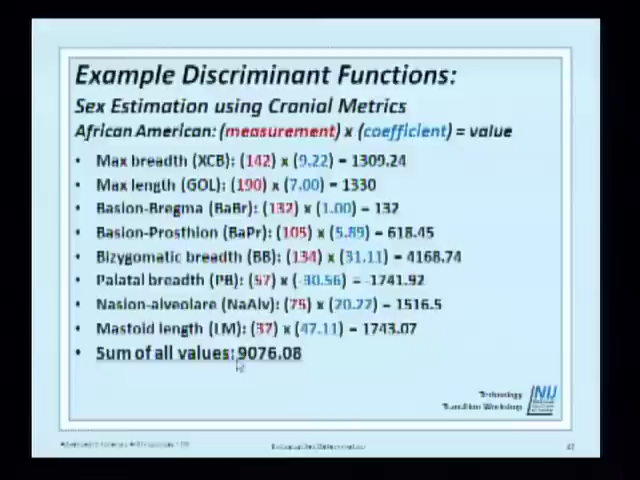 Example Discriminant Functions:
Sex Estimation using Cranial Metrics
African American: (measurement) x (coefficient) = value
• Max breadth (XCB): (142) x (9.22) = 1309.24
• Max length (GOL): (190) x (7.00) = 1330
• Basion-Bregma (BaBr): (132) x (1.00) = 132
• Basion-Prosthion (BaPr): (105) x (5.89) = 618.45
• Bizygomatic breadth (BB): (134) x (31.11) = 4168.74
• Palatal breadth (PB): (57) x (-30.56) = -1741.92
• Nasion-alveolare (NaAlv): (75) x (20.22) = 1516.5
• Mastoid length (LM): (37) x (47.11) = 1743.07
• Sum of all values: 9076.08
Technology
Transition Workshop